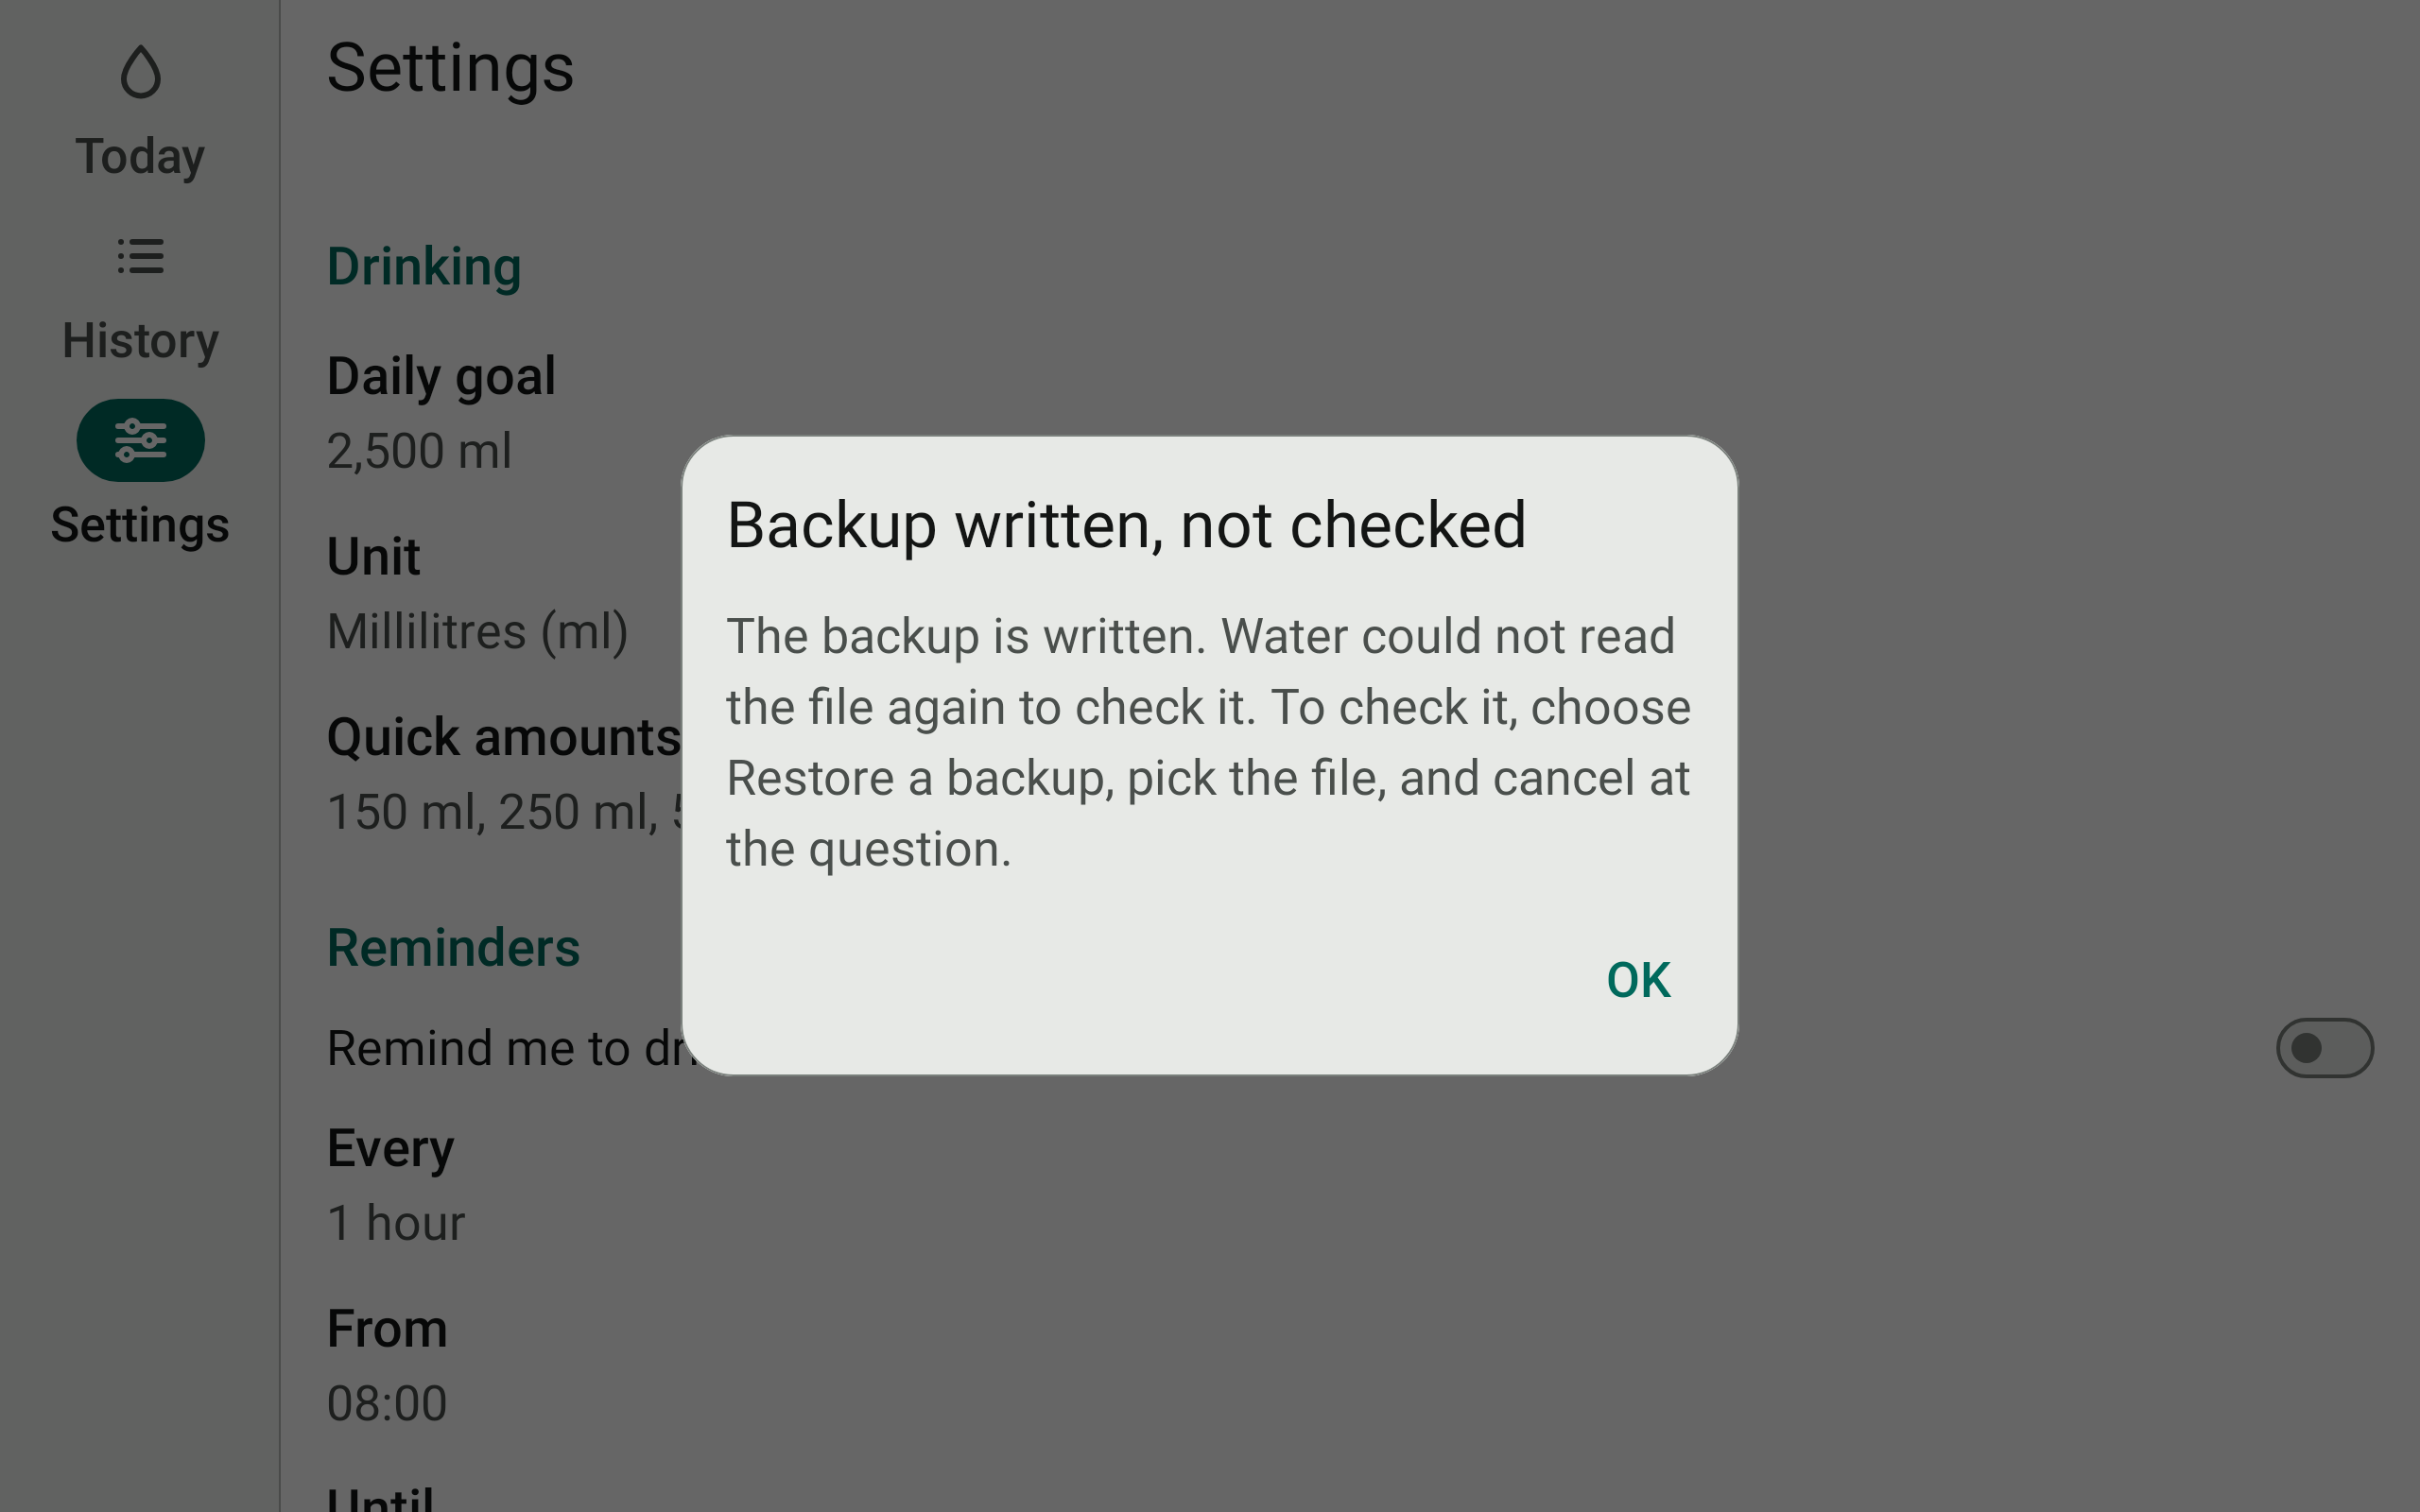 Today
History
Settings
Settings
Drinking
Daily goal
2,500 ml
Unit
Millilitres (ml)
Quick amounts
150 ml, 250 ml,
Reminders
Remind me to
Every
1 hour
From
08:00
Until
Backup written, not checked
The backup is written. Water could not read
the file again to check it. To check it, choose
Restore a backup, pick the file, and cancel at
the question.
OK